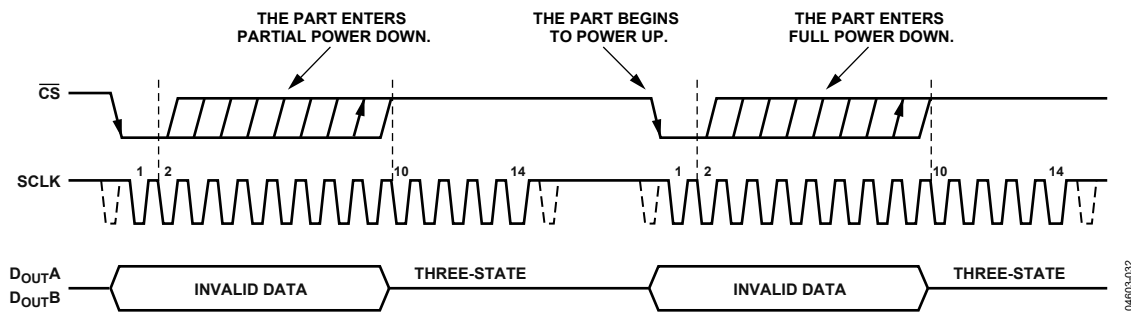 THE PART ENTERS
PARTIAL POWER DOWN.
THE PART BEGINS
TO POWER UP.
THE PART ENTERS
FULL POWER DOWN.
CS
SCLK
1 2 10 14 1 2 10 14
DOUTA
DOUTB
INVALID DATA THREE-STATE INVALID DATA THREE-STATE
04603-032